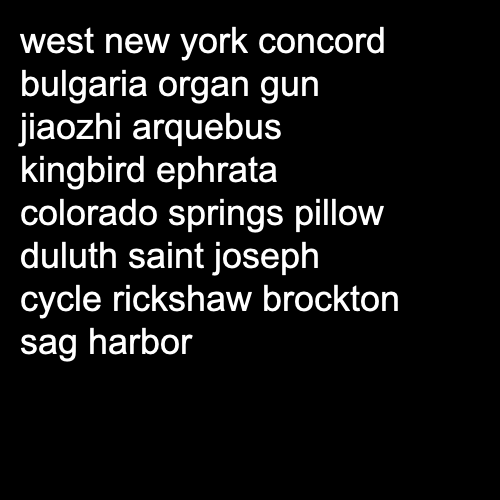 west new york concord
bulgaria organ gun
jiaozhi arquebus
kingbird ephrata
colorado springs pillow
duluth saint joseph
cycle rickshaw brockton
sag harbor